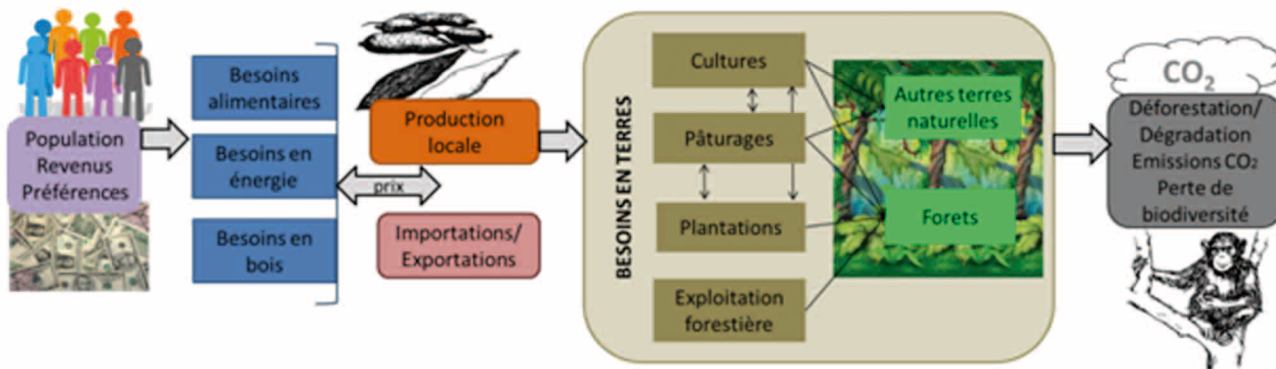 Population
Revenus
Préférences
Besoins
alimentaires
Besoins en
énergie
Besoins en
bois
prix
Production
locale
Importations/
Exportations
BESOINS EN TERRES
Cultures
Pâturages
Plantations
Exploitation
forestière
Autres terres
naturelles
Forets
CO₂
Déforestation/
Dégradation
Emissions CO₂
Perte de
biodiversité